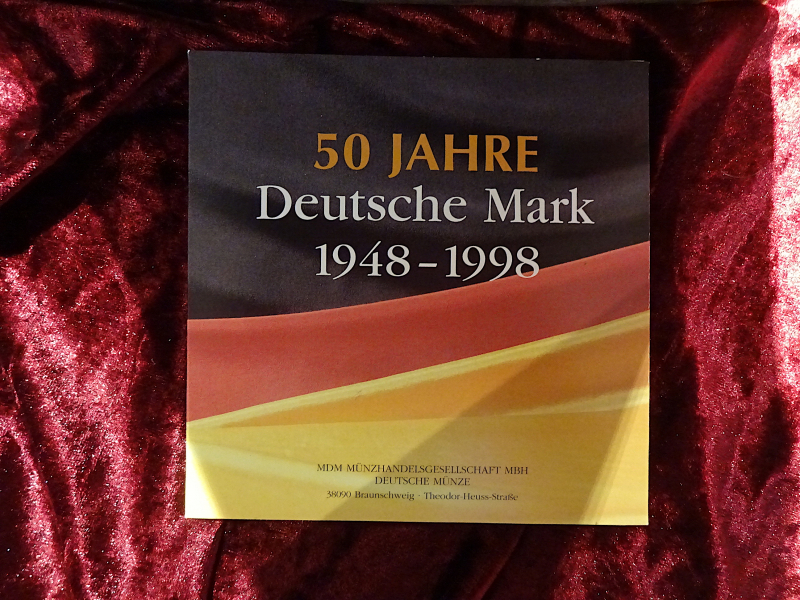 50 JAHRE
Deutsche Mark
1948 – 1998
MDM MÜNZHANDELSGESELLSCHAFT MBH
DEUTSCHE MÜNZE
38090 Braunschweig · Theodor-Heuss-Straße